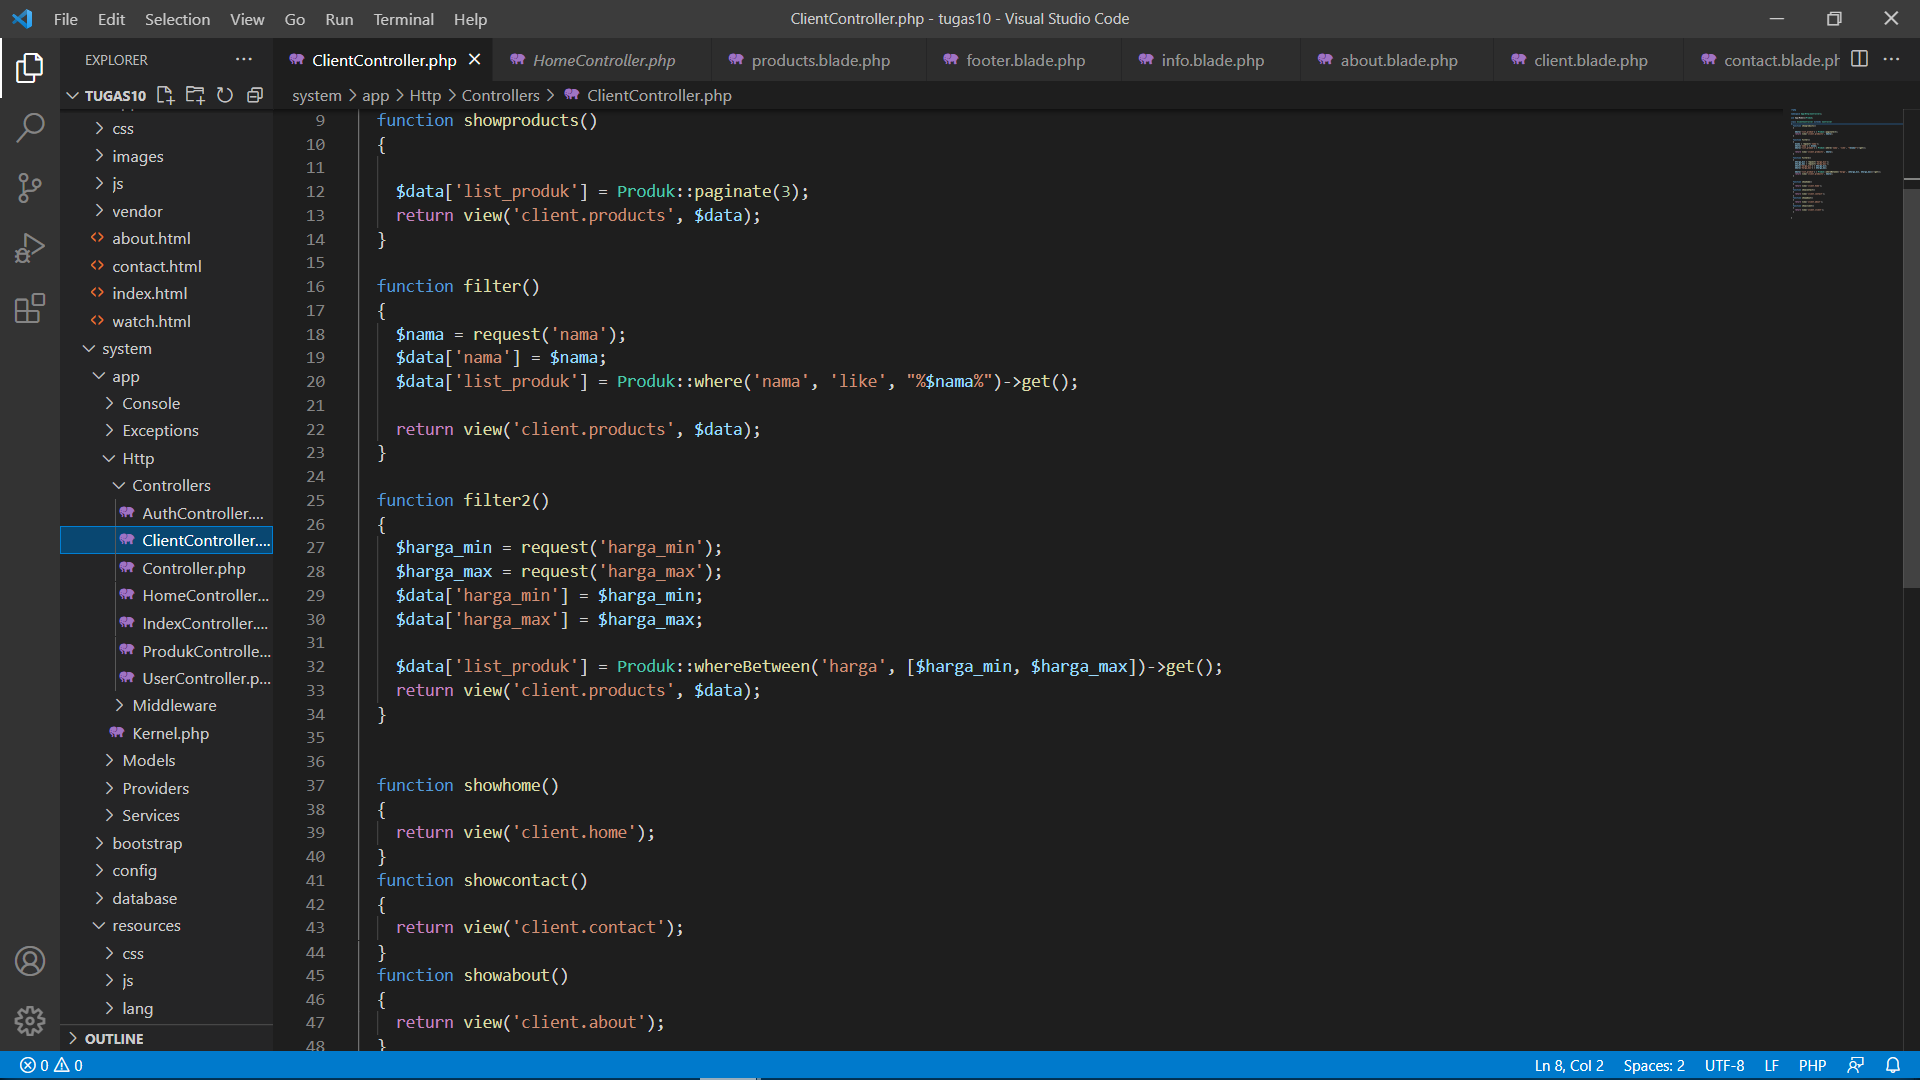 File Edit Selection View Go Run Terminal Help
ClientController.php - tugas10 - Visual Studio Code
EXPLORER
ClientController.php
HomeController.php
products.blade.php
footer.blade.php
info.blade.php
about.blade.php
client.blade.php
contact.blade.ph
TUGAS10
system > app > Http > Controllers > ClientController.php
css
images
js
vendor
about.html
contact.html
index.html
watch.html
system
app
Console
Exceptions
Http
Controllers
AuthController....
ClientController....
Controller.php
HomeController...
IndexController....
ProdukControlle...
UserController.p...
Middleware
Kernel.php
Models
Providers
Services
bootstrap
config
database
resources
css
js
lang
OUTLINE
9 function showproducts()
10 {
11
12 $data['list_produk'] = Produk::paginate(3);
13 return view('client.products', $data);
14 }
15
16 function filter()
17 {
18 $nama = request('nama');
19 $data['nama'] = $nama;
20 $data['list_produk'] = Produk::where('nama', 'like', "%$nama%")->get();
21
22 return view('client.products', $data);
23 }
24
25 function filter2()
26 {
27 $harga_min = request('harga_min');
28 $harga_max = request('harga_max');
29 $data['harga_min'] = $harga_min;
30 $data['harga_max'] = $harga_max;
31
32 $data['list_produk'] = Produk::whereBetween('harga', [$harga_min, $harga_max])->get();
33 return view('client.products', $data);
34 }
35
36
37 function showhome()
38 {
39 return view('client.home');
40 }
41 function showcontact()
42 {
43 return view('client.contact');
44 }
45 function showabout()
46 {
47 return view('client.about');
48 }
0 0
Ln 8, Col 2 Spaces: 2 UTF-8 LF PHP